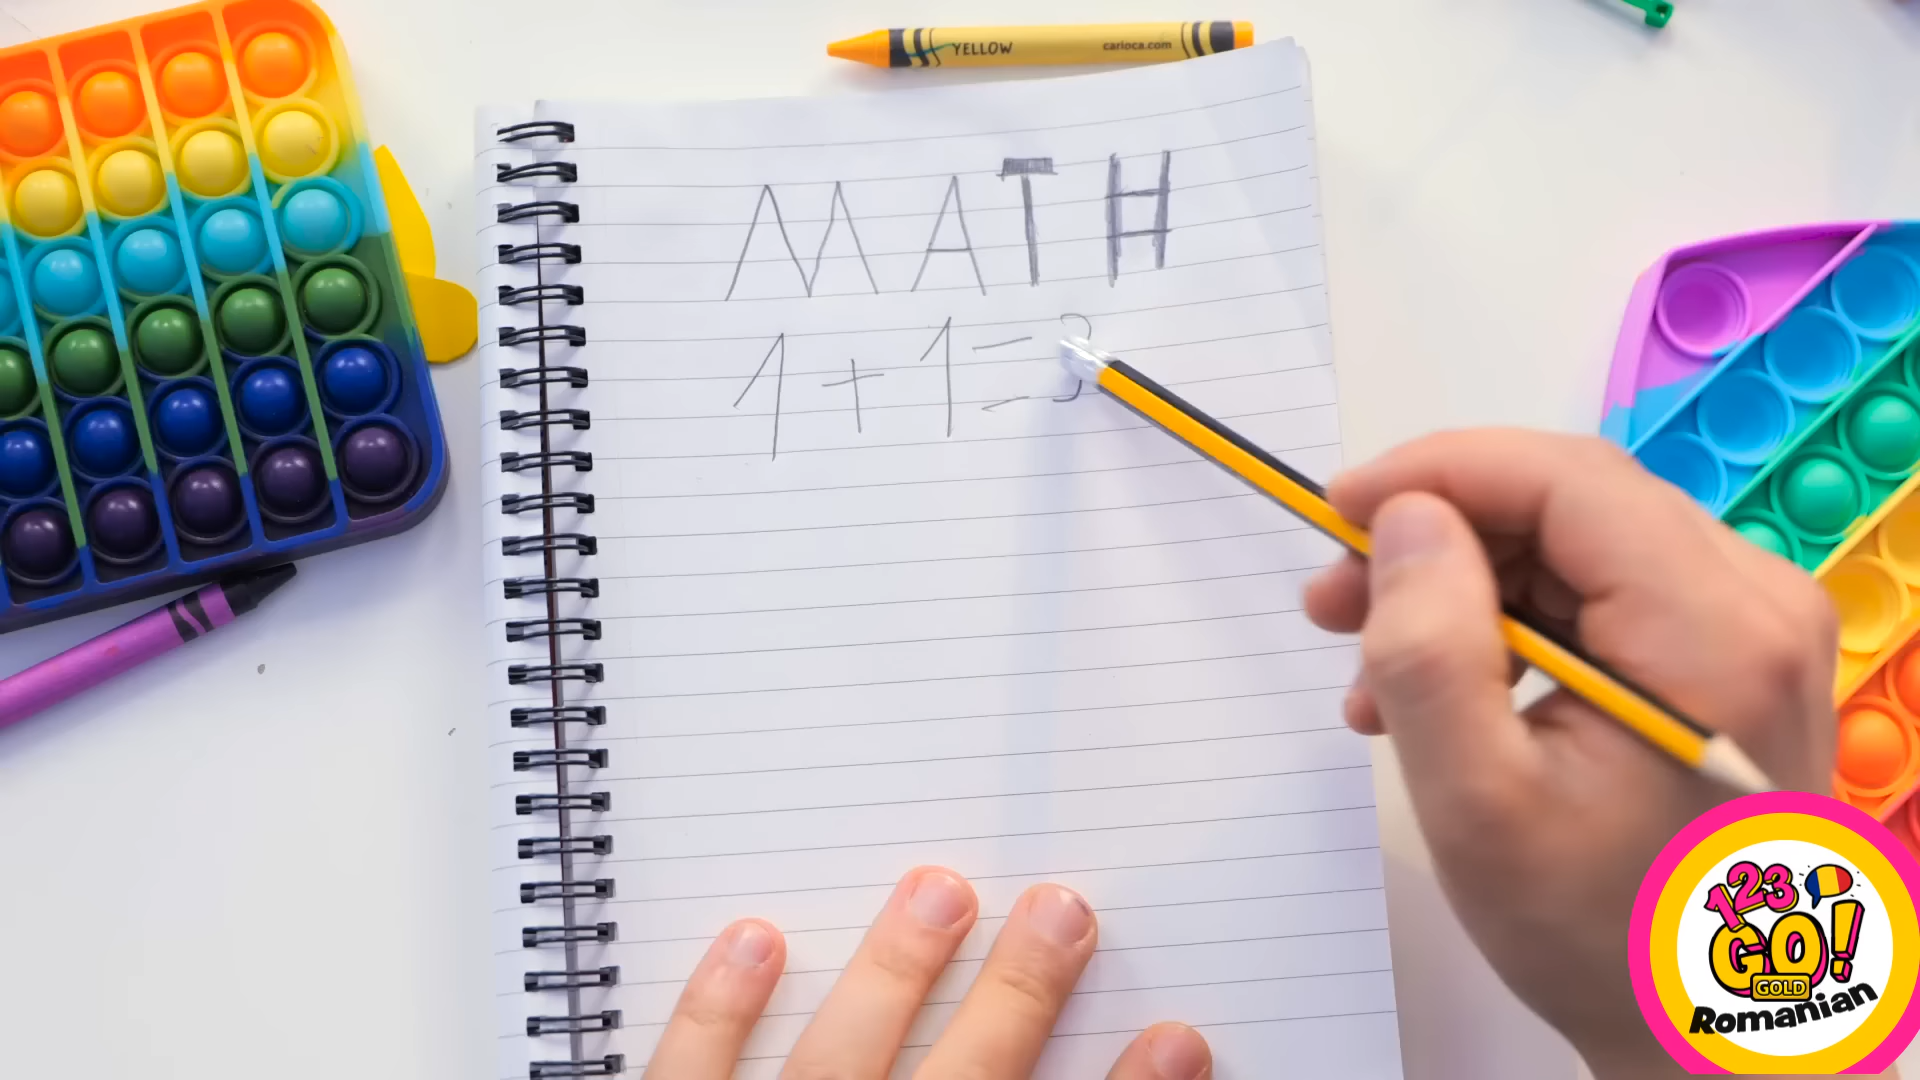 YELLOW carioca.com
MATH
1 + 1 = 3
123
GO!
GOLD
Romanian